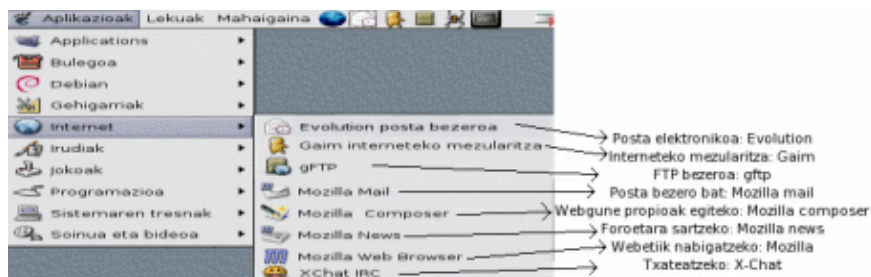 Aplikazioak Lekuak Mahaigaina
Applications
Bulegoa
Debian
Gehigarriak
Internet
Irudiak
Jokoak
Programazioa
Sistemaren tresnak
Soinua eta bideoa
Evolution posta bezeroa
Gaim interneteko mezularitza
gFTP
Mozilla Mail
Mozilla Composer
Mozilla News
Mozilla Web Browser
XChat IRC
Posta elektronikoa: Evolution
Interneteko mezularitza: Gaim
FTP bezeroa: gftp
Posta bezero bat: Mozilla mail
Webgune propioak egiteko: Mozilla composer
Foroetara sartzeko: Mozilla news
Webetiik nabigatzeko: Mozilla
Txateatzeko: X-Chat